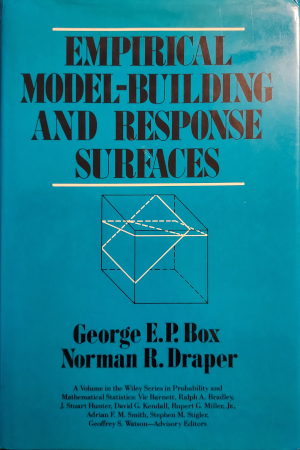 EMPIRICAL
MODEL-BUILDING
AND RESPONSE
SURFACES
George E.P. Box
Norman R. Draper
A Volume in the Wiley Series in Probability and
Mathematical Statistics: Vic Barnett, Ralph A. Bradley,
J. Stuart Hunter, David G. Kendall, Rupert G. Miller, Jr.,
Adrian F. M. Smith, Stephen M. Stigler,
Geoffrey S. Watson—Advisory Editors